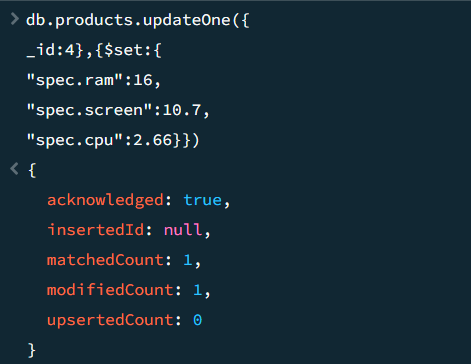 > db.products.updateOne({
_id:4},{$set:{
"spec.ram":16,
"spec.screen":10.7,
"spec.cpu":2.66}})
< {
acknowledged: true,
insertedId: null,
matchedCount: 1,
modifiedCount: 1,
upsertedCount: 0
}